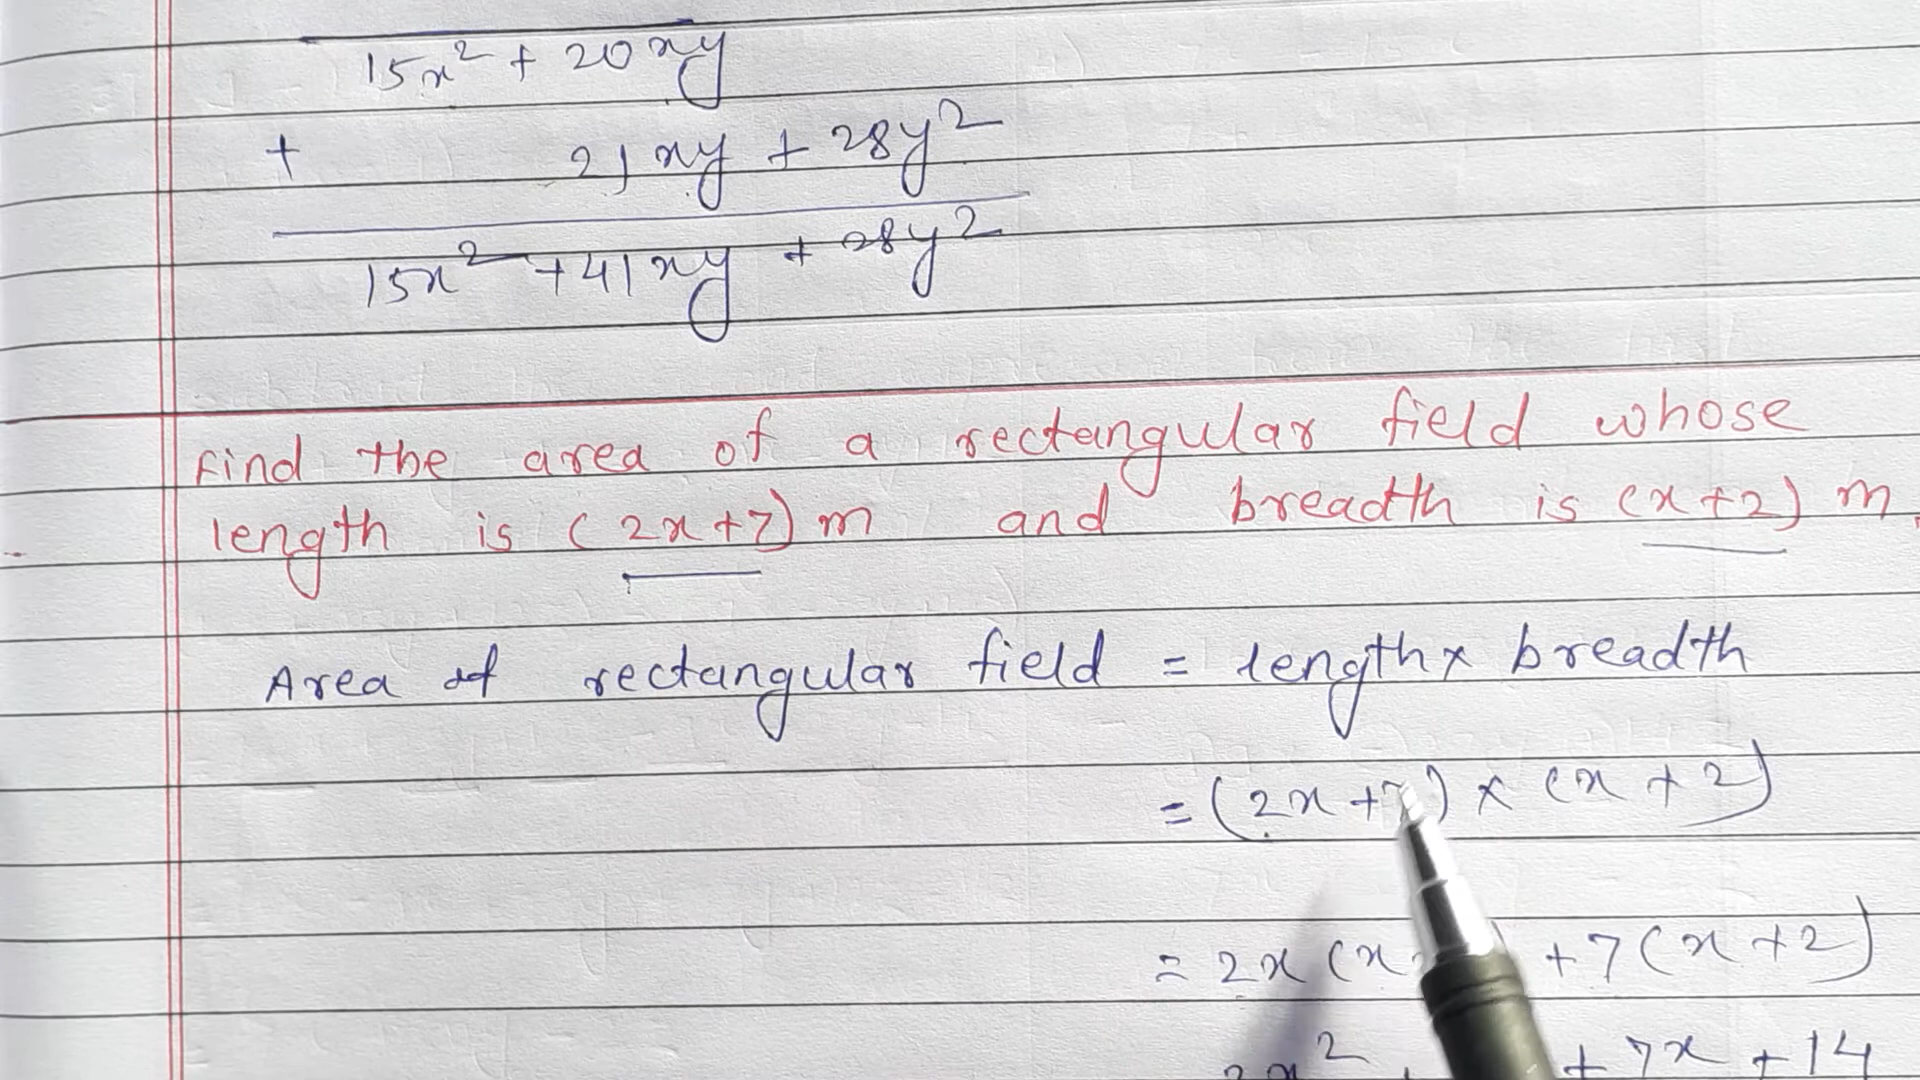 15x² + 20xy
+ 21xy + 28y²
15x² + 41xy + 28y²
Find the area of a rectangular field whose
length is (2x+7) m and breadth is (x+2) m.
Area of rectangular field = length x breadth
= (2x+7) × (x+2)
= 2x (x +7(x+2)
2x² + 7x + 14